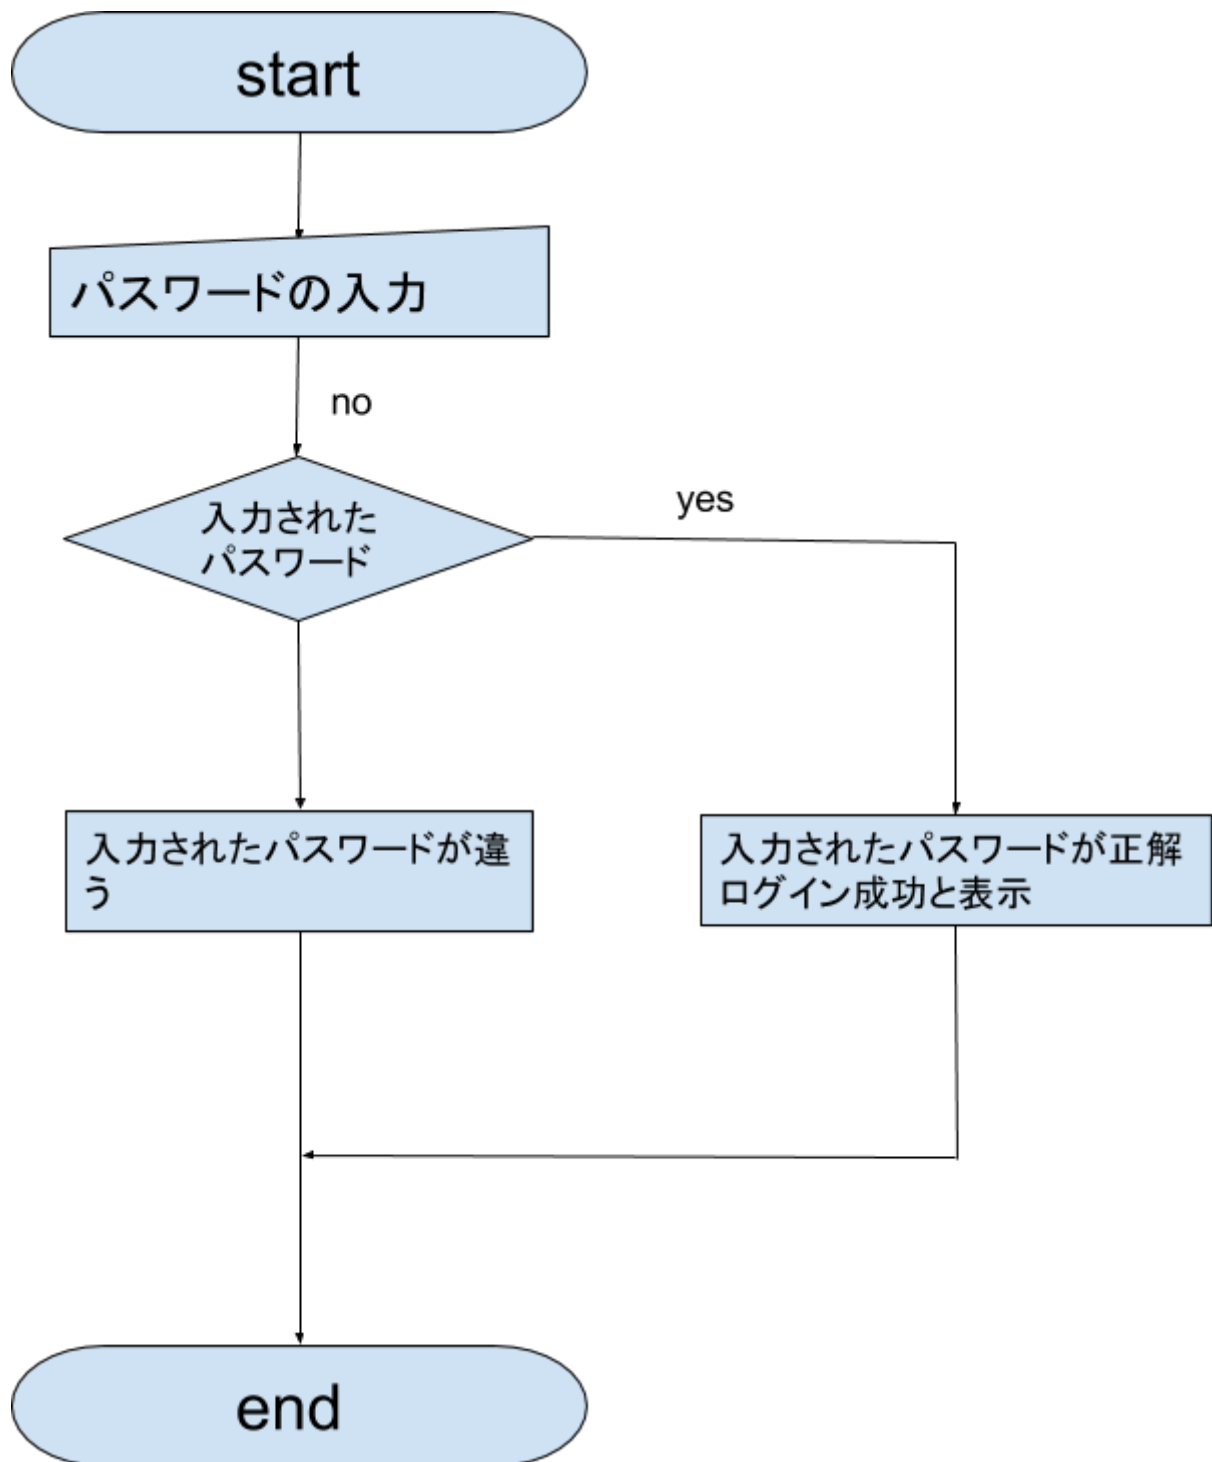 start
パスワードの入力
no
入力された
パスワード
yes
入力されたパスワードが違
う
入力されたパスワードが正解
ログイン成功と表示
end